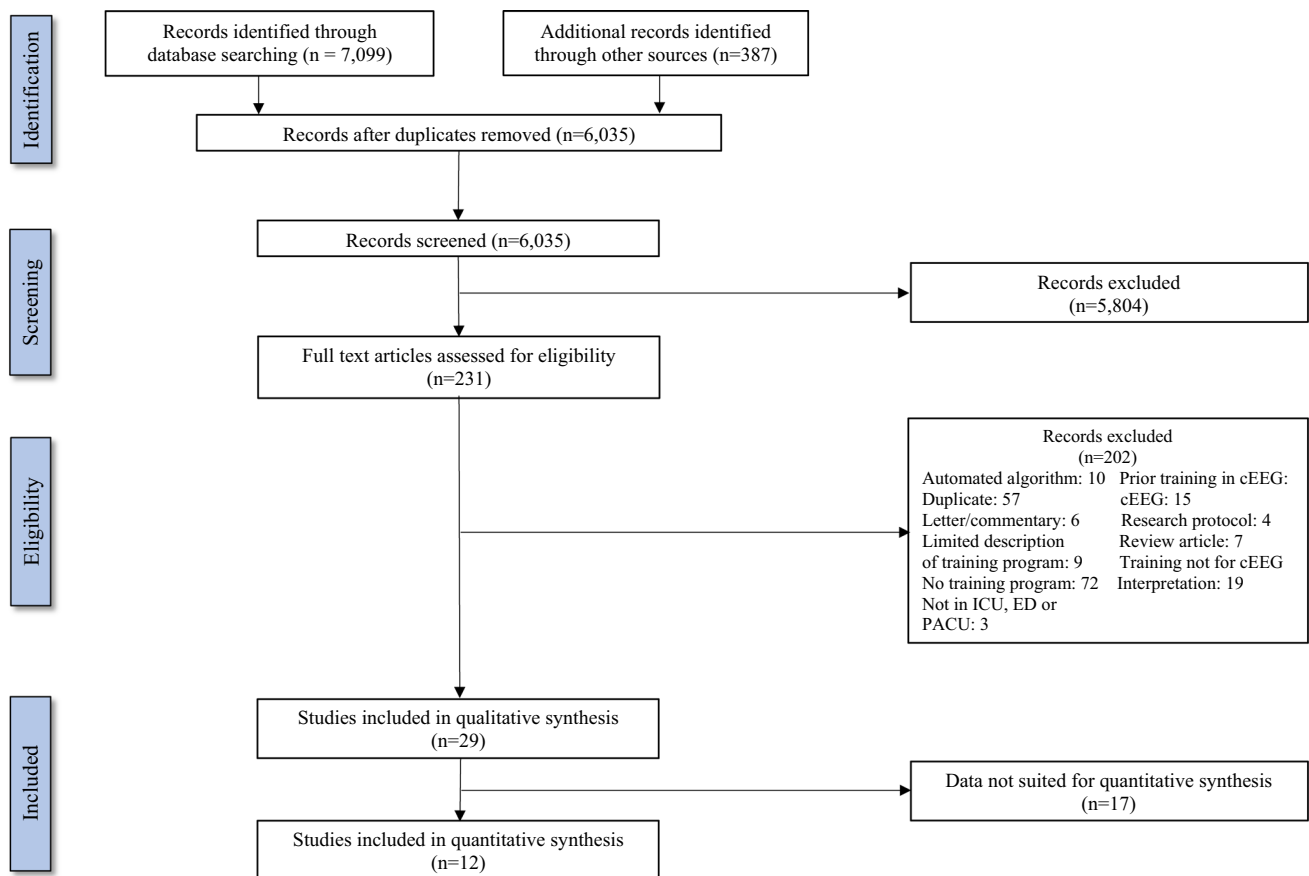 Identification
Records identified through
database searching (n = 7,099)
Additional records identified
through other sources (n=387)
Records after duplicates removed (n=6,035)
Screening
Records screened (n=6,035)
Records excluded
(n=5,804)
Full text articles assessed for eligibility
(n=231)
Eligibility
Records excluded
(n=202)
Automated algorithm: 10
Duplicate: 57
Letter/commentary: 6
Limited description
of training program: 9
No training program: 72
Not in ICU, ED or
PACU: 3
Prior training in cEEG:
cEEG: 15
Research protocol: 4
Review article: 7
Training not for cEEG
Interpretation: 19
Included
Studies included in qualitative synthesis
(n=29)
Data not suited for quantitative synthesis
(n=17)
Studies included in quantitative synthesis
(n=12)